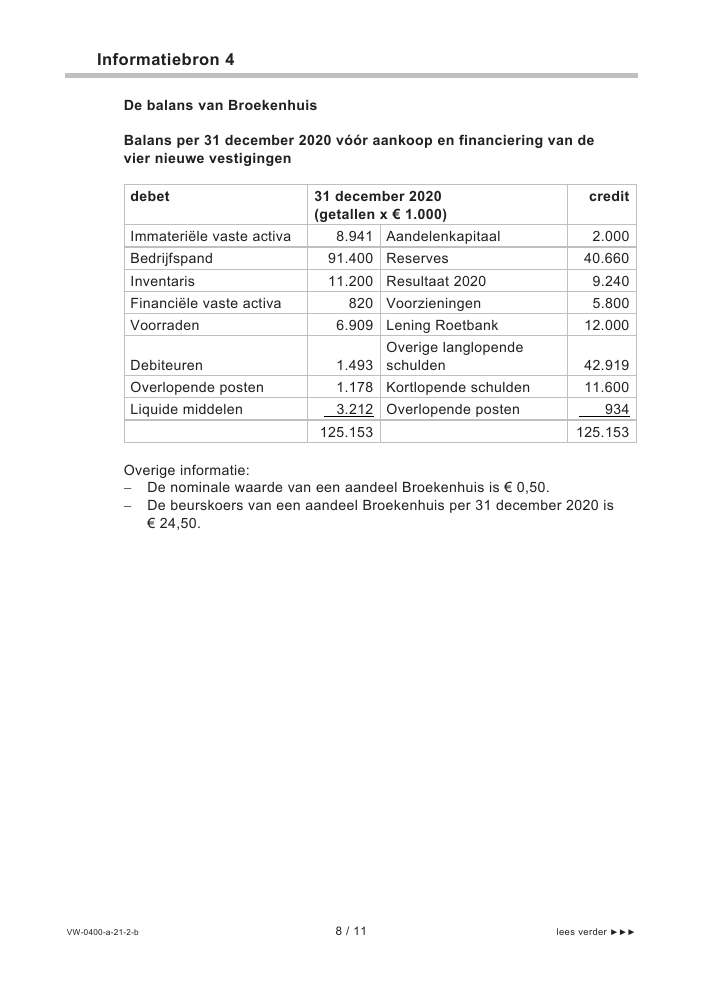 Informatiebron 4
De balans van Broekenhuis
Balans per 31 december 2020 vóór aankoop en financiering van de
vier nieuwe vestigingen
debet 31 december 2020 credit
(getallen x € 1.000)
Immateriële vaste activa 8.941 Aandelenkapitaal 2.000
Bedrijfspand 91.400 Reserves 40.660
Inventaris 11.200 Resultaat 2020 9.240
Financiële vaste activa 820 Voorzieningen 5.800
Voorraden 6.909 Lening Roetbank 12.000
Overige langlopende
Debiteuren 1.493 schulden 42.919
Overlopende posten 1.178 Kortlopende schulden 11.600
Liquide middelen 3.212 Overlopende posten 934
125.153 125.153
Overige informatie:
– De nominale waarde van een aandeel Broekenhuis is € 0,50.
– De beurskoers van een aandeel Broekenhuis per 31 december 2020 is
€ 24,50.
VW-0400-a-21-2-b 8 / 11 lees verder ►►►